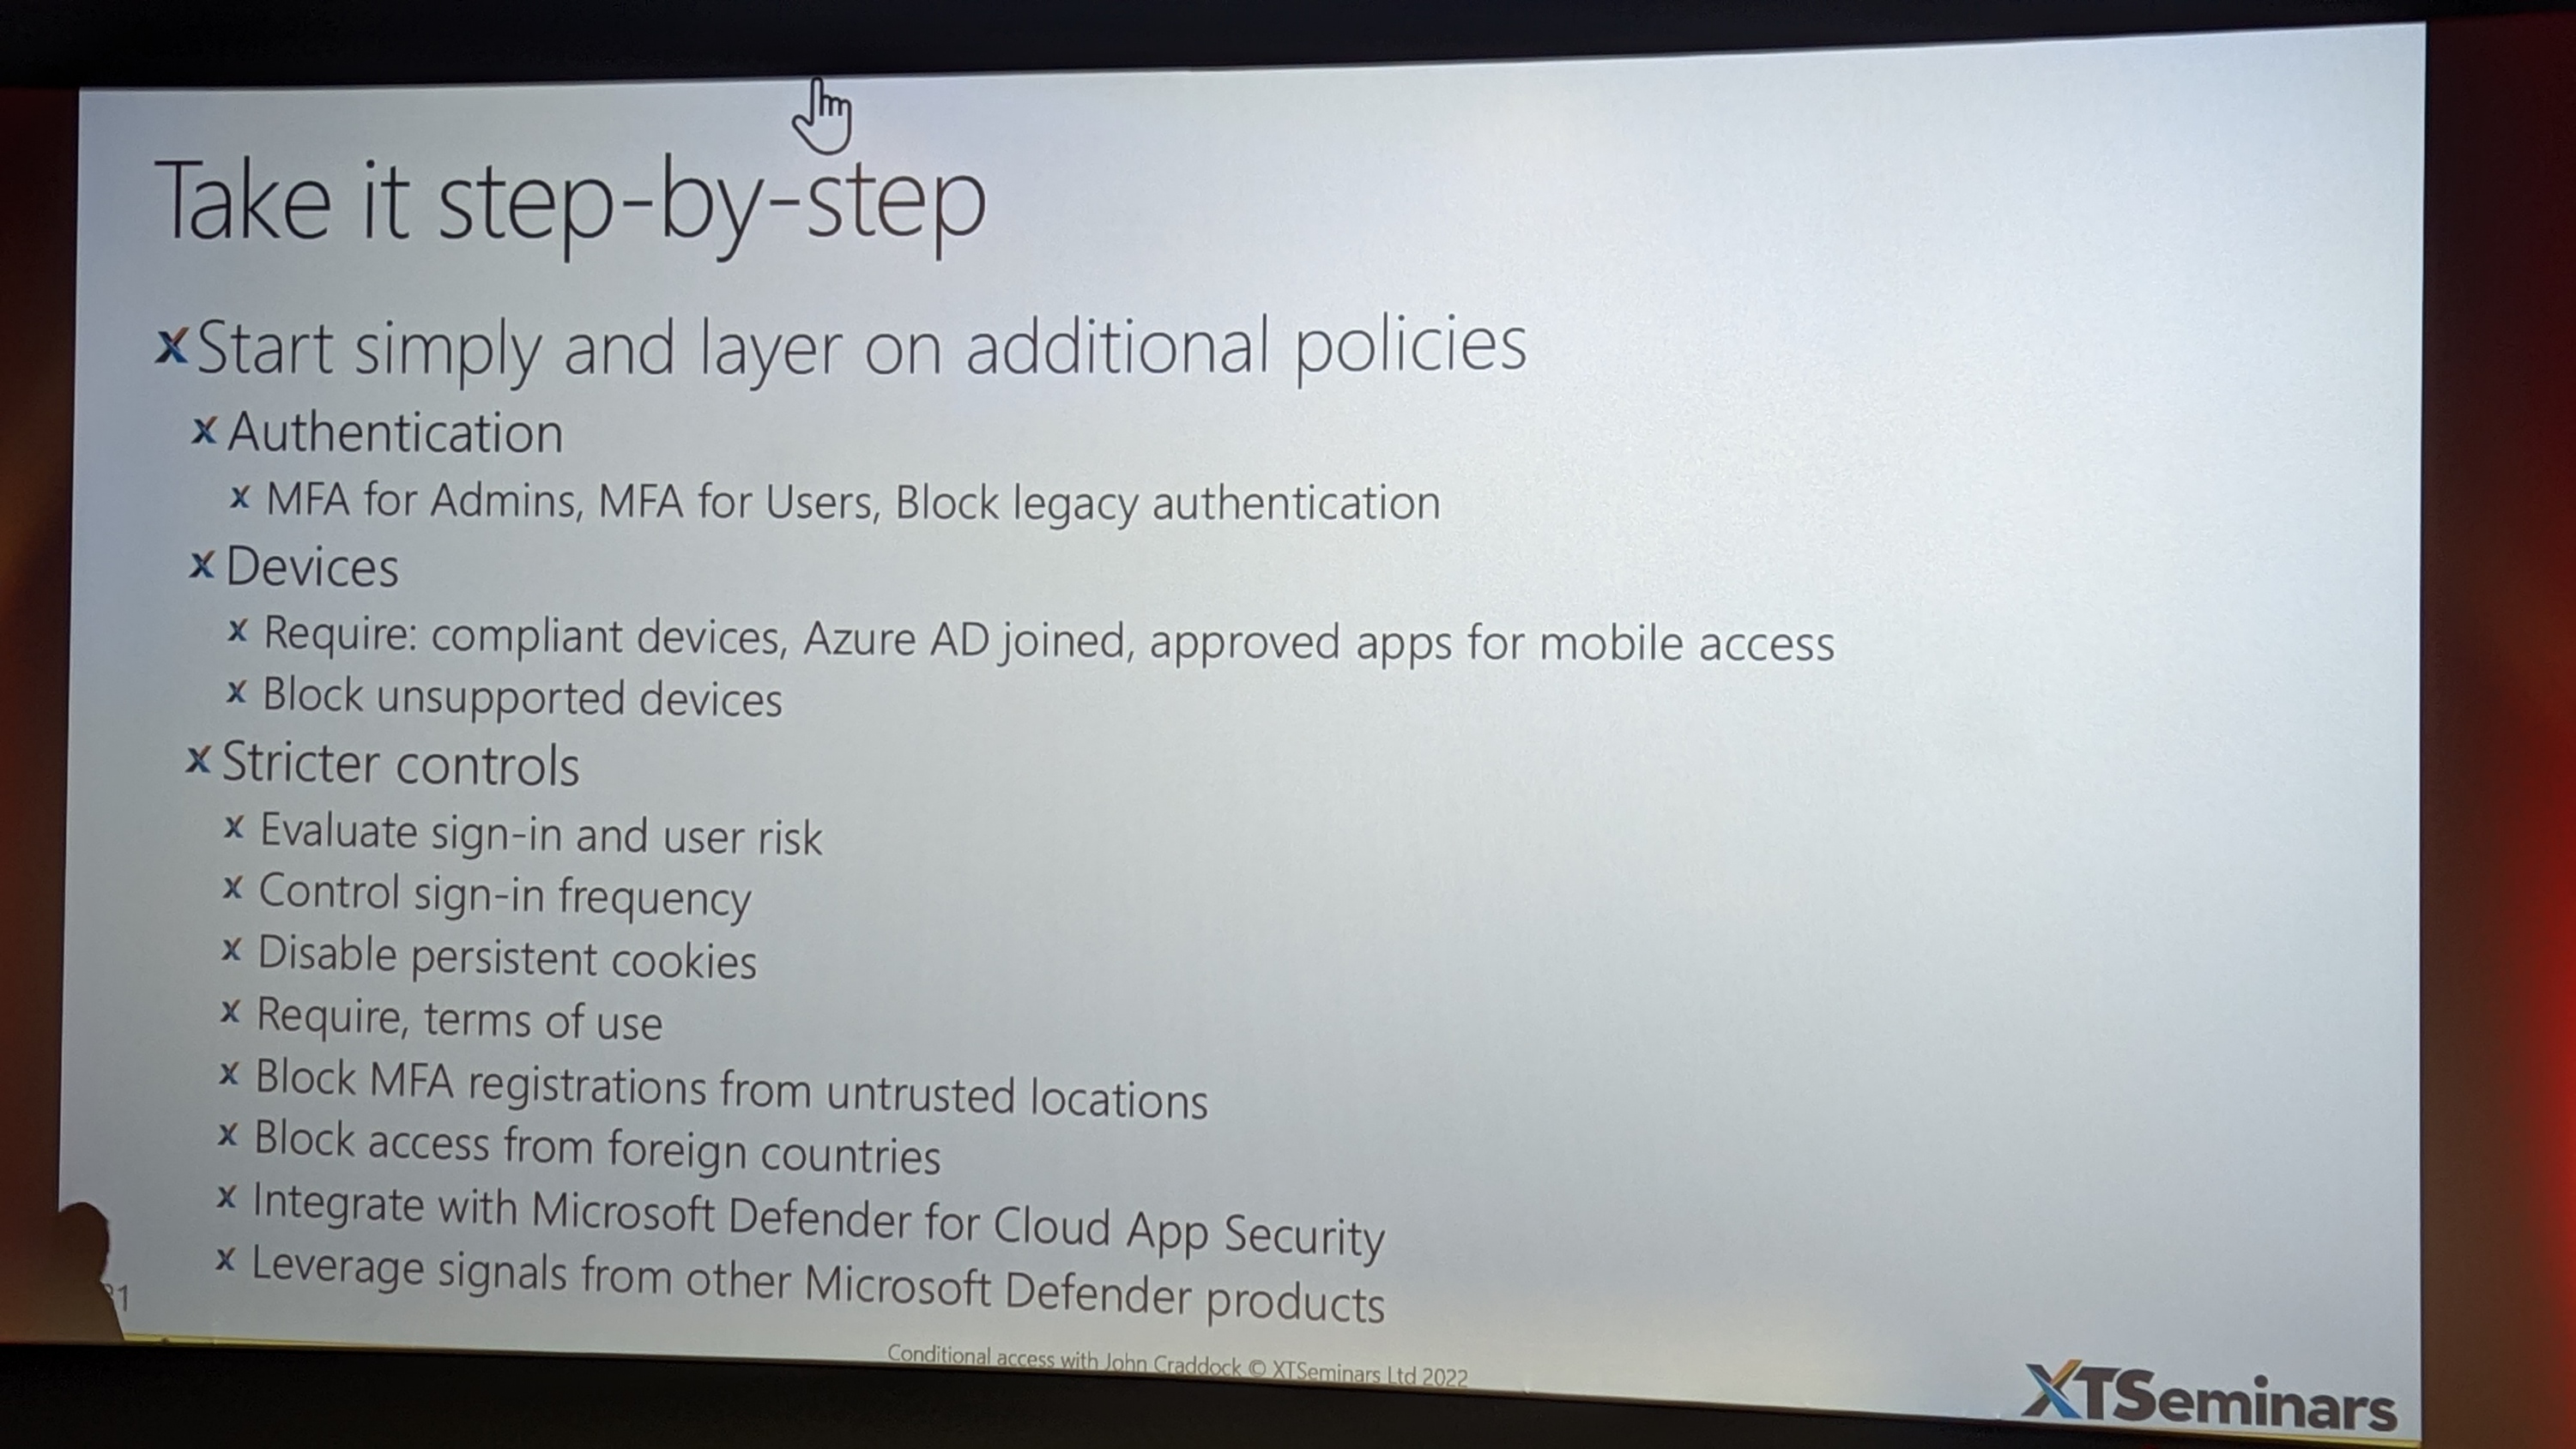 Take it step-by-step
Start simply and layer on additional policies
Authentication
MFA for Admins, MFA for Users, Block legacy authentication
Devices
Require: compliant devices, Azure AD joined, approved apps for mobile access
Block unsupported devices
Stricter controls
Evaluate sign-in and user risk
Control sign-in frequency
Disable persistent cookies
Require, terms of use
Block MFA registrations from untrusted locations
Block access from foreign countries
Integrate with Microsoft Defender for Cloud App Security
Leverage signals from other Microsoft Defender products
Conditional access with John Craddock © XTSeminars Ltd 2022
XTSeminars